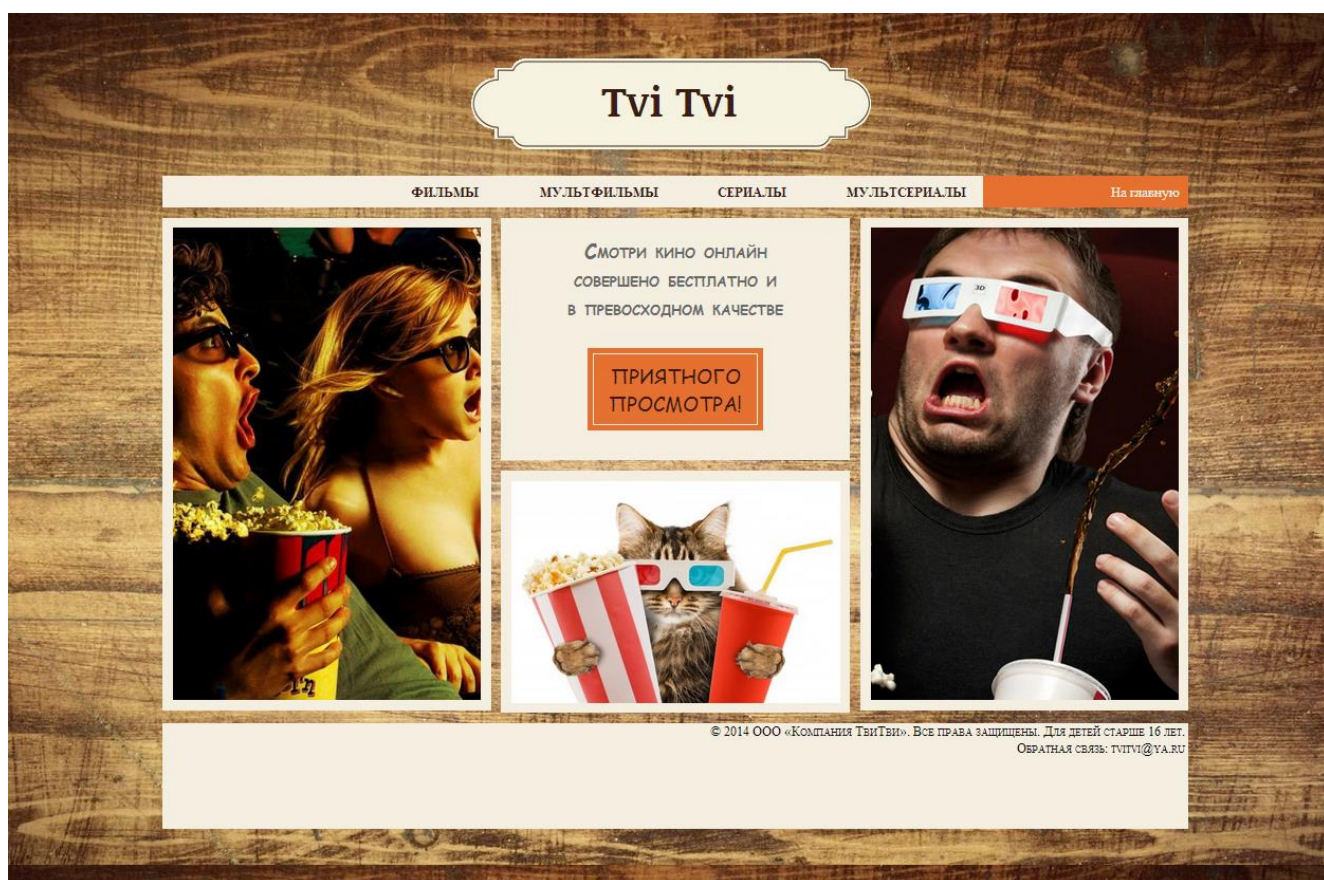 Tvi Tvi
ФИЛЬМЫ МУЛЬТФИЛЬМЫ СЕРИАЛЫ МУЛЬТСЕРИАЛЫ На главную
Смотри кино онлайн
совершено бесплатно и
в превосходном качестве
ПРИЯТНОГО
ПРОСМОТРА!
3D
© 2014 ООО «Компания ТвиТви». Все права защищены. Для детей старше 16 лет.
Обратная связь: tvitvi@ya.ru